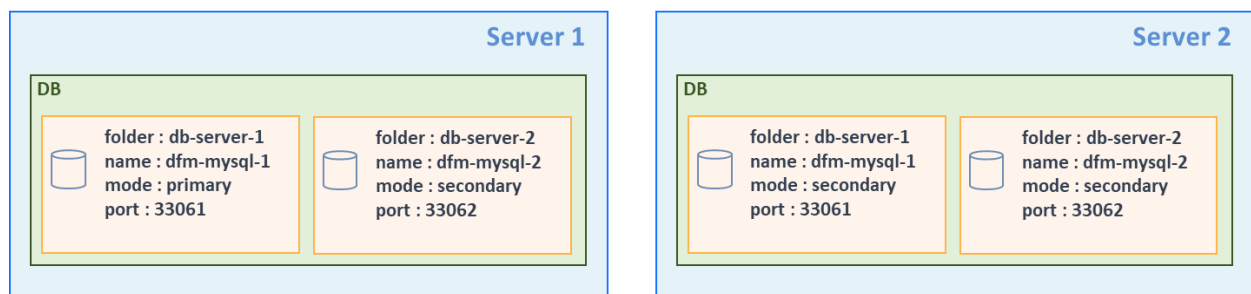 Server 1
DB
folder : db-server-1
name : dfm-mysql-1
mode : primary
port : 33061
folder : db-server-2
name : dfm-mysql-2
mode : secondary
port : 33062
Server 2
DB
folder : db-server-1
name : dfm-mysql-1
mode : secondary
port : 33061
folder : db-server-2
name : dfm-mysql-2
mode : secondary
port : 33062